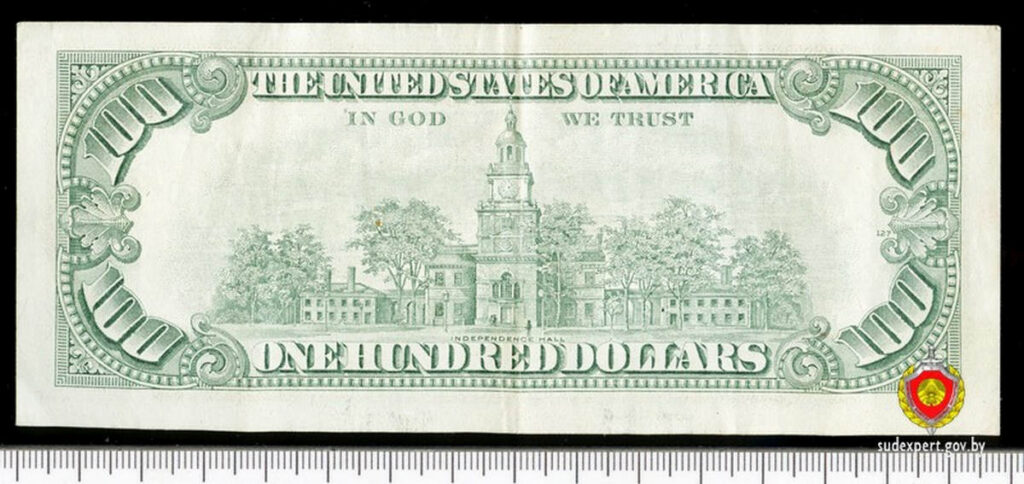 THE UNITED STATES OF AMERICA
IN GOD WE TRUST
100
100
127
100
100
INDEPENDENCE HALL
ONE HUNDRED DOLLARS
sudexpert.gov.by